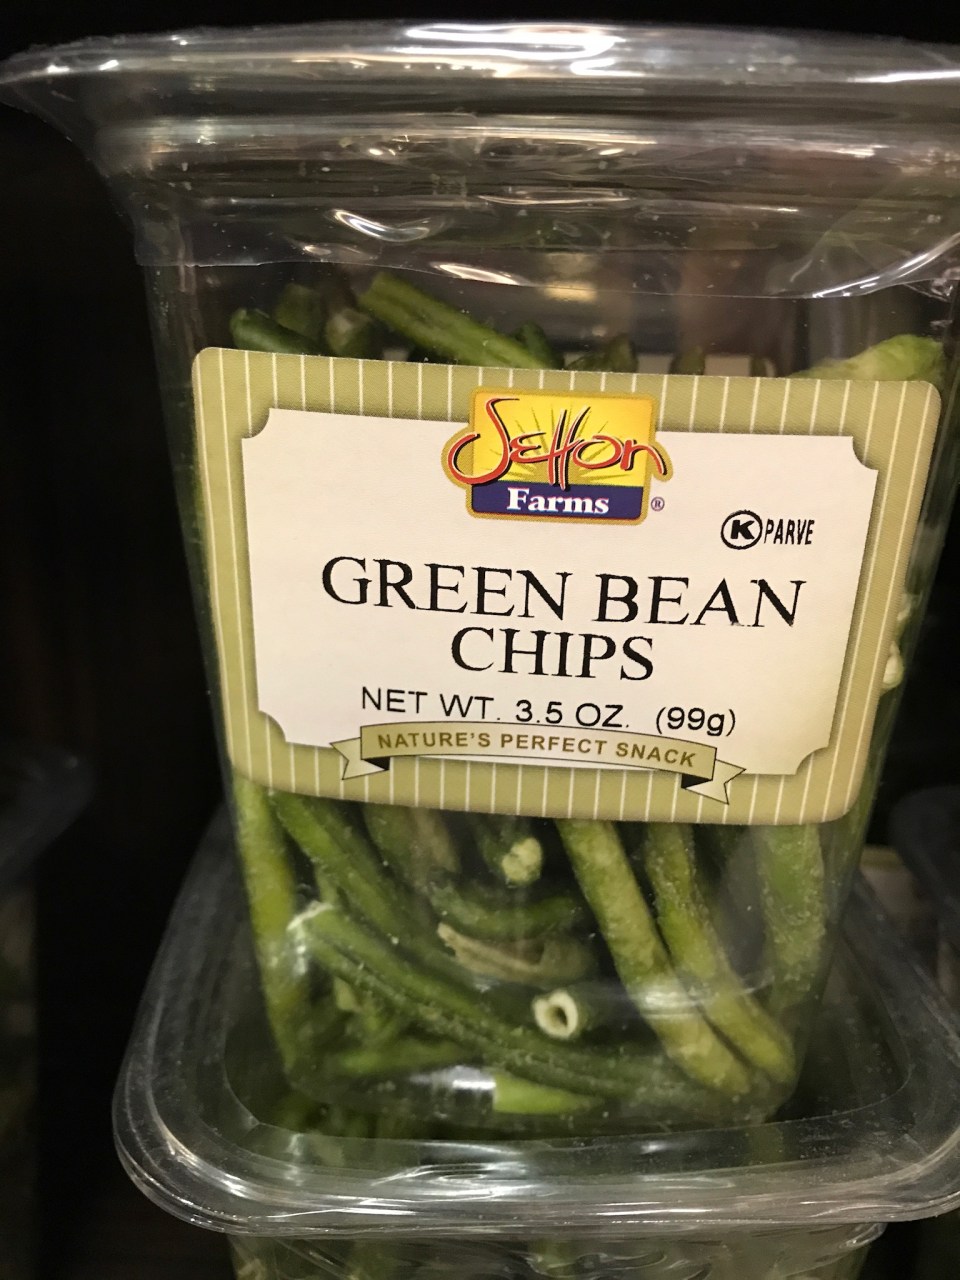 Setton
Farms ®
K PARVE
GREEN BEAN
CHIPS
NET WT. 3.5 OZ. (99g)
NATURE'S PERFECT SNACK